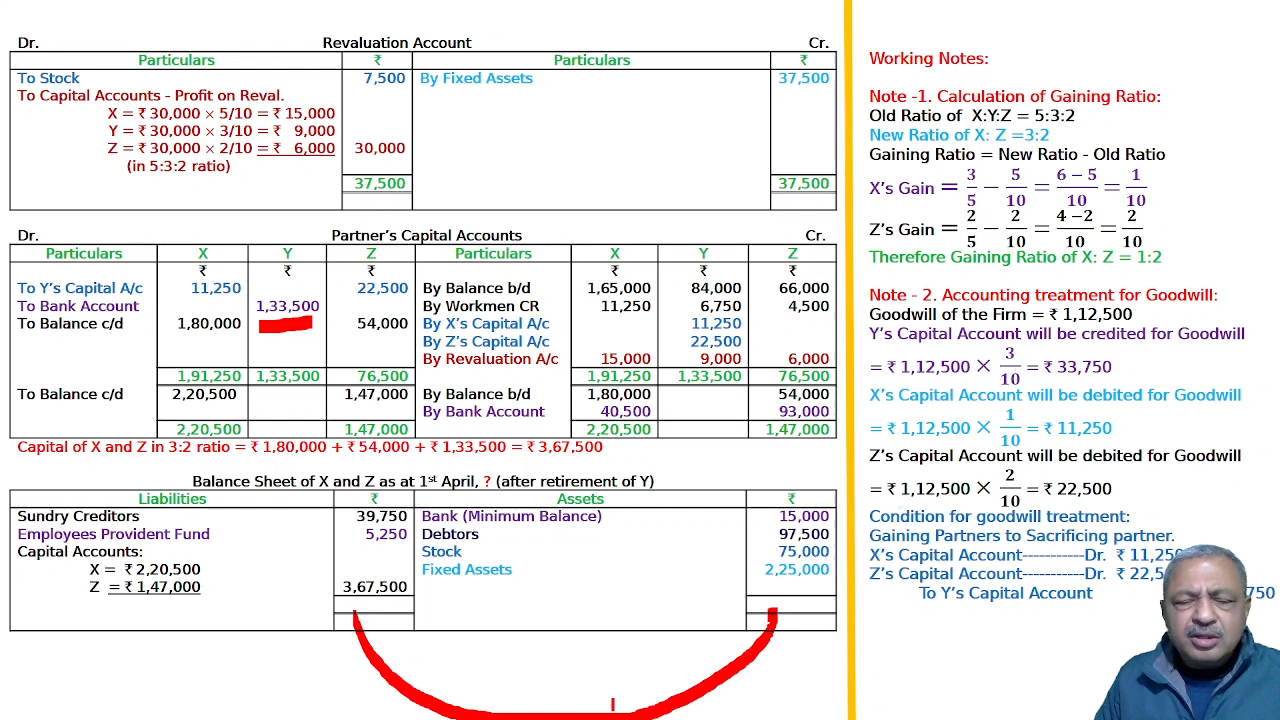 Dr. Revaluation Account Cr.
Particulars ₹ Particulars ₹
To Stock 7,500 By Fixed Assets 37,500
To Capital Accounts - Profit on Reval.
X = ₹ 30,000 × 5/10 = ₹ 15,000
Y = ₹ 30,000 × 3/10 = ₹ 9,000
Z = ₹ 30,000 × 2/10 = ₹ 6,000 30,000
(in 5:3:2 ratio)
37,500 37,500
Dr. Partner’s Capital Accounts Cr.
Particulars X Y Z Particulars X Y Z
₹ ₹ ₹ ₹ ₹ ₹
To Y’s Capital A/c 11,250 22,500 By Balance b/d 1,65,000 84,000 66,000
To Bank Account 1,33,500 By Workmen CR 11,250 6,750 4,500
To Balance c/d 1,80,000 54,000 By X’s Capital A/c 11,250
By Z’s Capital A/c 22,500
By Revaluation A/c 15,000 9,000 6,000
1,91,250 1,33,500 76,500 1,91,250 1,33,500 76,500
To Balance c/d 2,20,500 1,47,000 By Balance b/d 1,80,000 54,000
By Bank Account 40,500 93,000
2,20,500 1,47,000 2,20,500 1,47,000
Capital of X and Z in 3:2 ratio = ₹ 1,80,000 + ₹ 54,000 + ₹ 1,33,500 = ₹ 3,67,500
Balance Sheet of X and Z as at 1st April, ? (after retirement of Y)
Liabilities ₹ Assets ₹
Sundry Creditors 39,750 Bank (Minimum Balance) 15,000
Employees Provident Fund 5,250 Debtors 97,500
Capital Accounts: Stock 75,000
X = ₹ 2,20,500 Fixed Assets 2,25,000
Z = ₹ 1,47,000 3,67,500
Working Notes:
Note -1. Calculation of Gaining Ratio:
Old Ratio of X:Y:Z = 5:3:2
New Ratio of X: Z =3:2
Gaining Ratio = New Ratio - Old Ratio
X’s Gain = 3/5 − 5/10 = 6 − 5/10 = 1/10
Z’s Gain = 2/5 − 2/10 = 4 −2/10 = 2/10
Therefore Gaining Ratio of X: Z = 1:2
Note - 2. Accounting treatment for Goodwill:
Goodwill of the Firm = ₹ 1,12,500
Y’s Capital Account will be credited for Goodwill
= ₹ 1,12,500 × 3/10 = ₹ 33,750
X’s Capital Account will be debited for Goodwill
= ₹ 1,12,500 × 1/10 = ₹ 11,250
Z’s Capital Account will be debited for Goodwill
= ₹ 1,12,500 × 2/10 = ₹ 22,500
Condition for goodwill treatment:
Gaining Partners to Sacrificing partner.
X’s Capital Account-----------Dr. ₹ 11,250
Z’s Capital Account-----------Dr. ₹ 22,5
To Y’s Capital Account 750